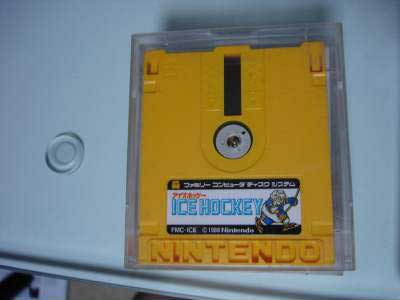 ファミリー コンピュータ ディスク システム
アイスホッケー
ICE HOCKEY
FMC-ICE © 1988 Nintendo
NINTENDO